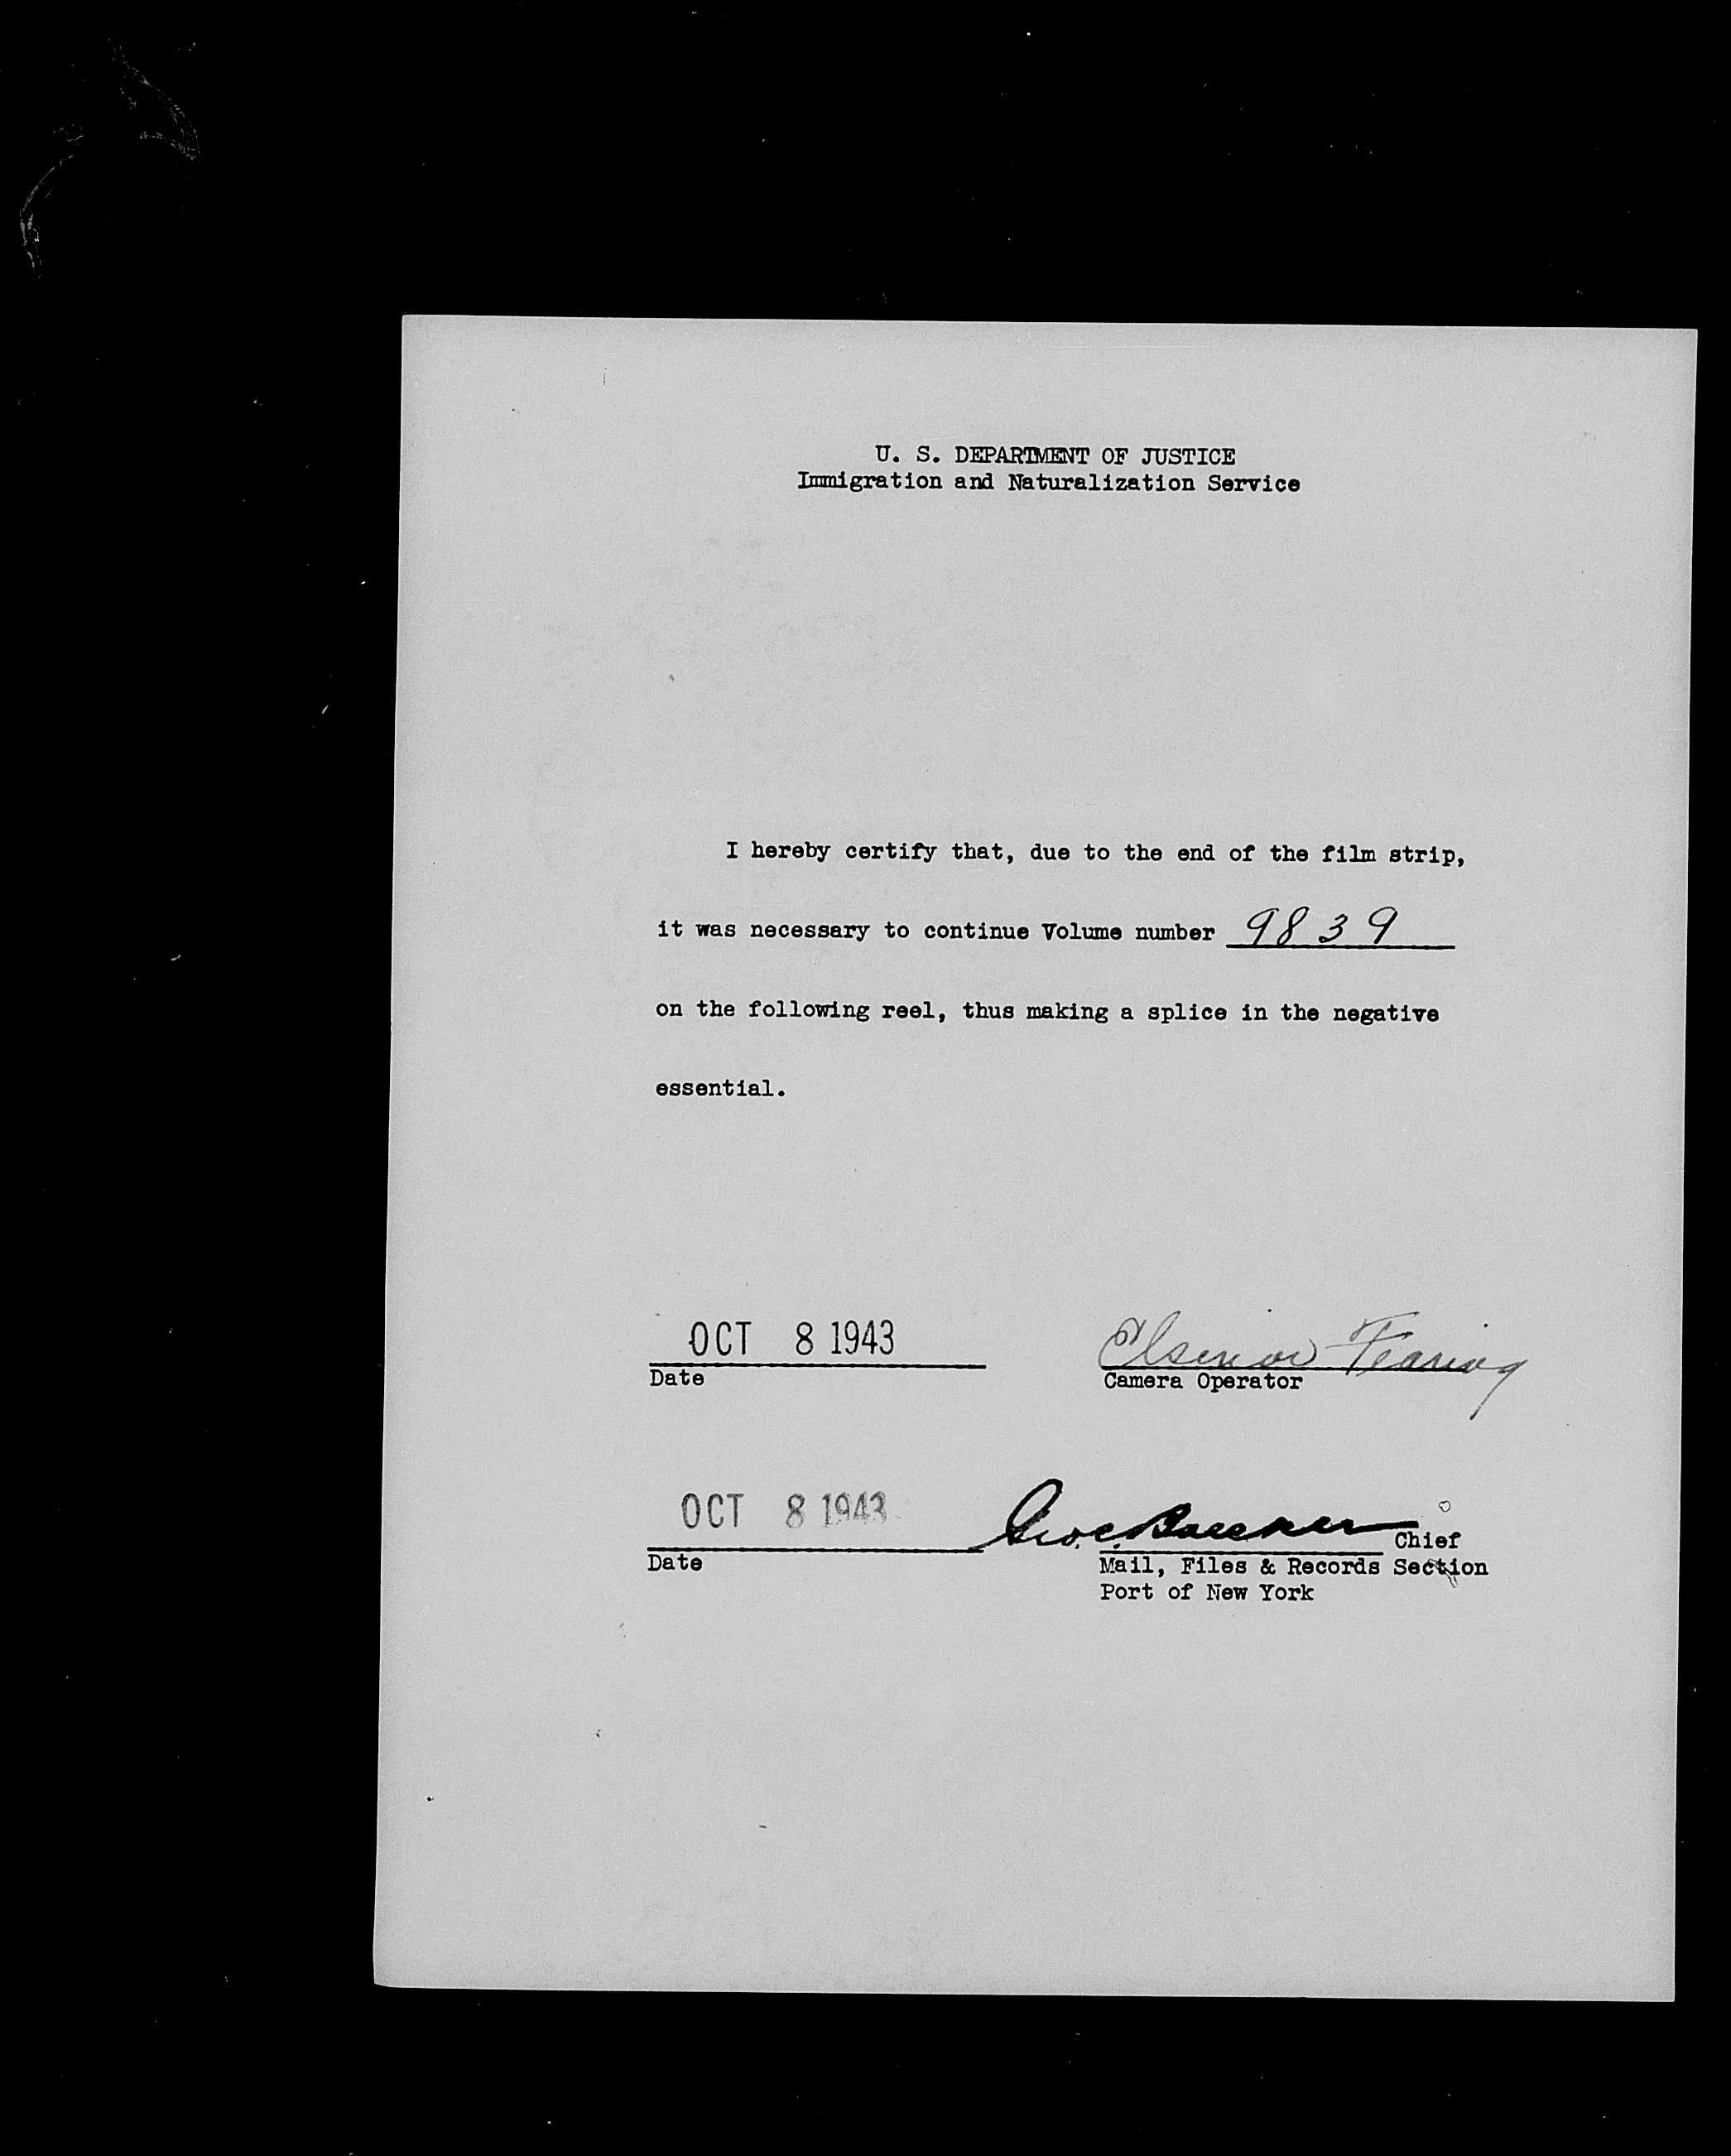 U. S. DEPARTMENT OF JUSTICE
Immigration and Naturalization Service
I hereby certify that, due to the end of the film strip,
it was necessary to continue Volume number 9839
on the following reel, thus making a splice in the negative
essential.
OCT 8 1943
Date
Fearing
Camera Operator
OCT 8 1943
Geo. C.
Chief
Date
Mail, Files & Records Section
Port of New York